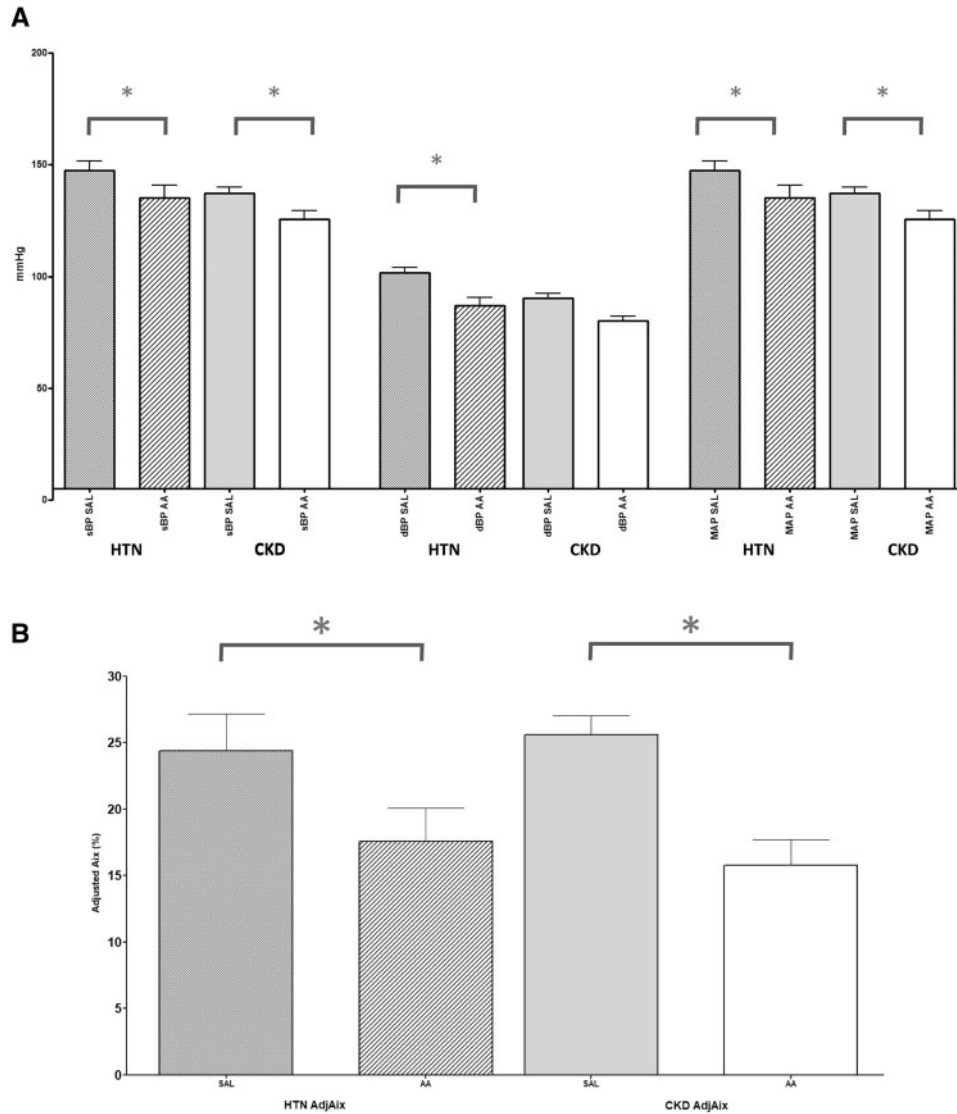 A
200
*
*
*
*
*
150
mmHg
100
50
0
sBP SAL
sBP AA
sBP SAL
sBP AA
dBP SAL
dBP AA
dBP SAL
dBP AA
MAP SAL
MAP AA
MAP SAL
MAP AA
HTN
CKD
HTN
CKD
HTN
CKD
B
*
*
30
25
20
Adjusted Aix (%)
15
10
5
0
SAL
AA
SAL
AA
HTN AdjAix
CKD AdjAix